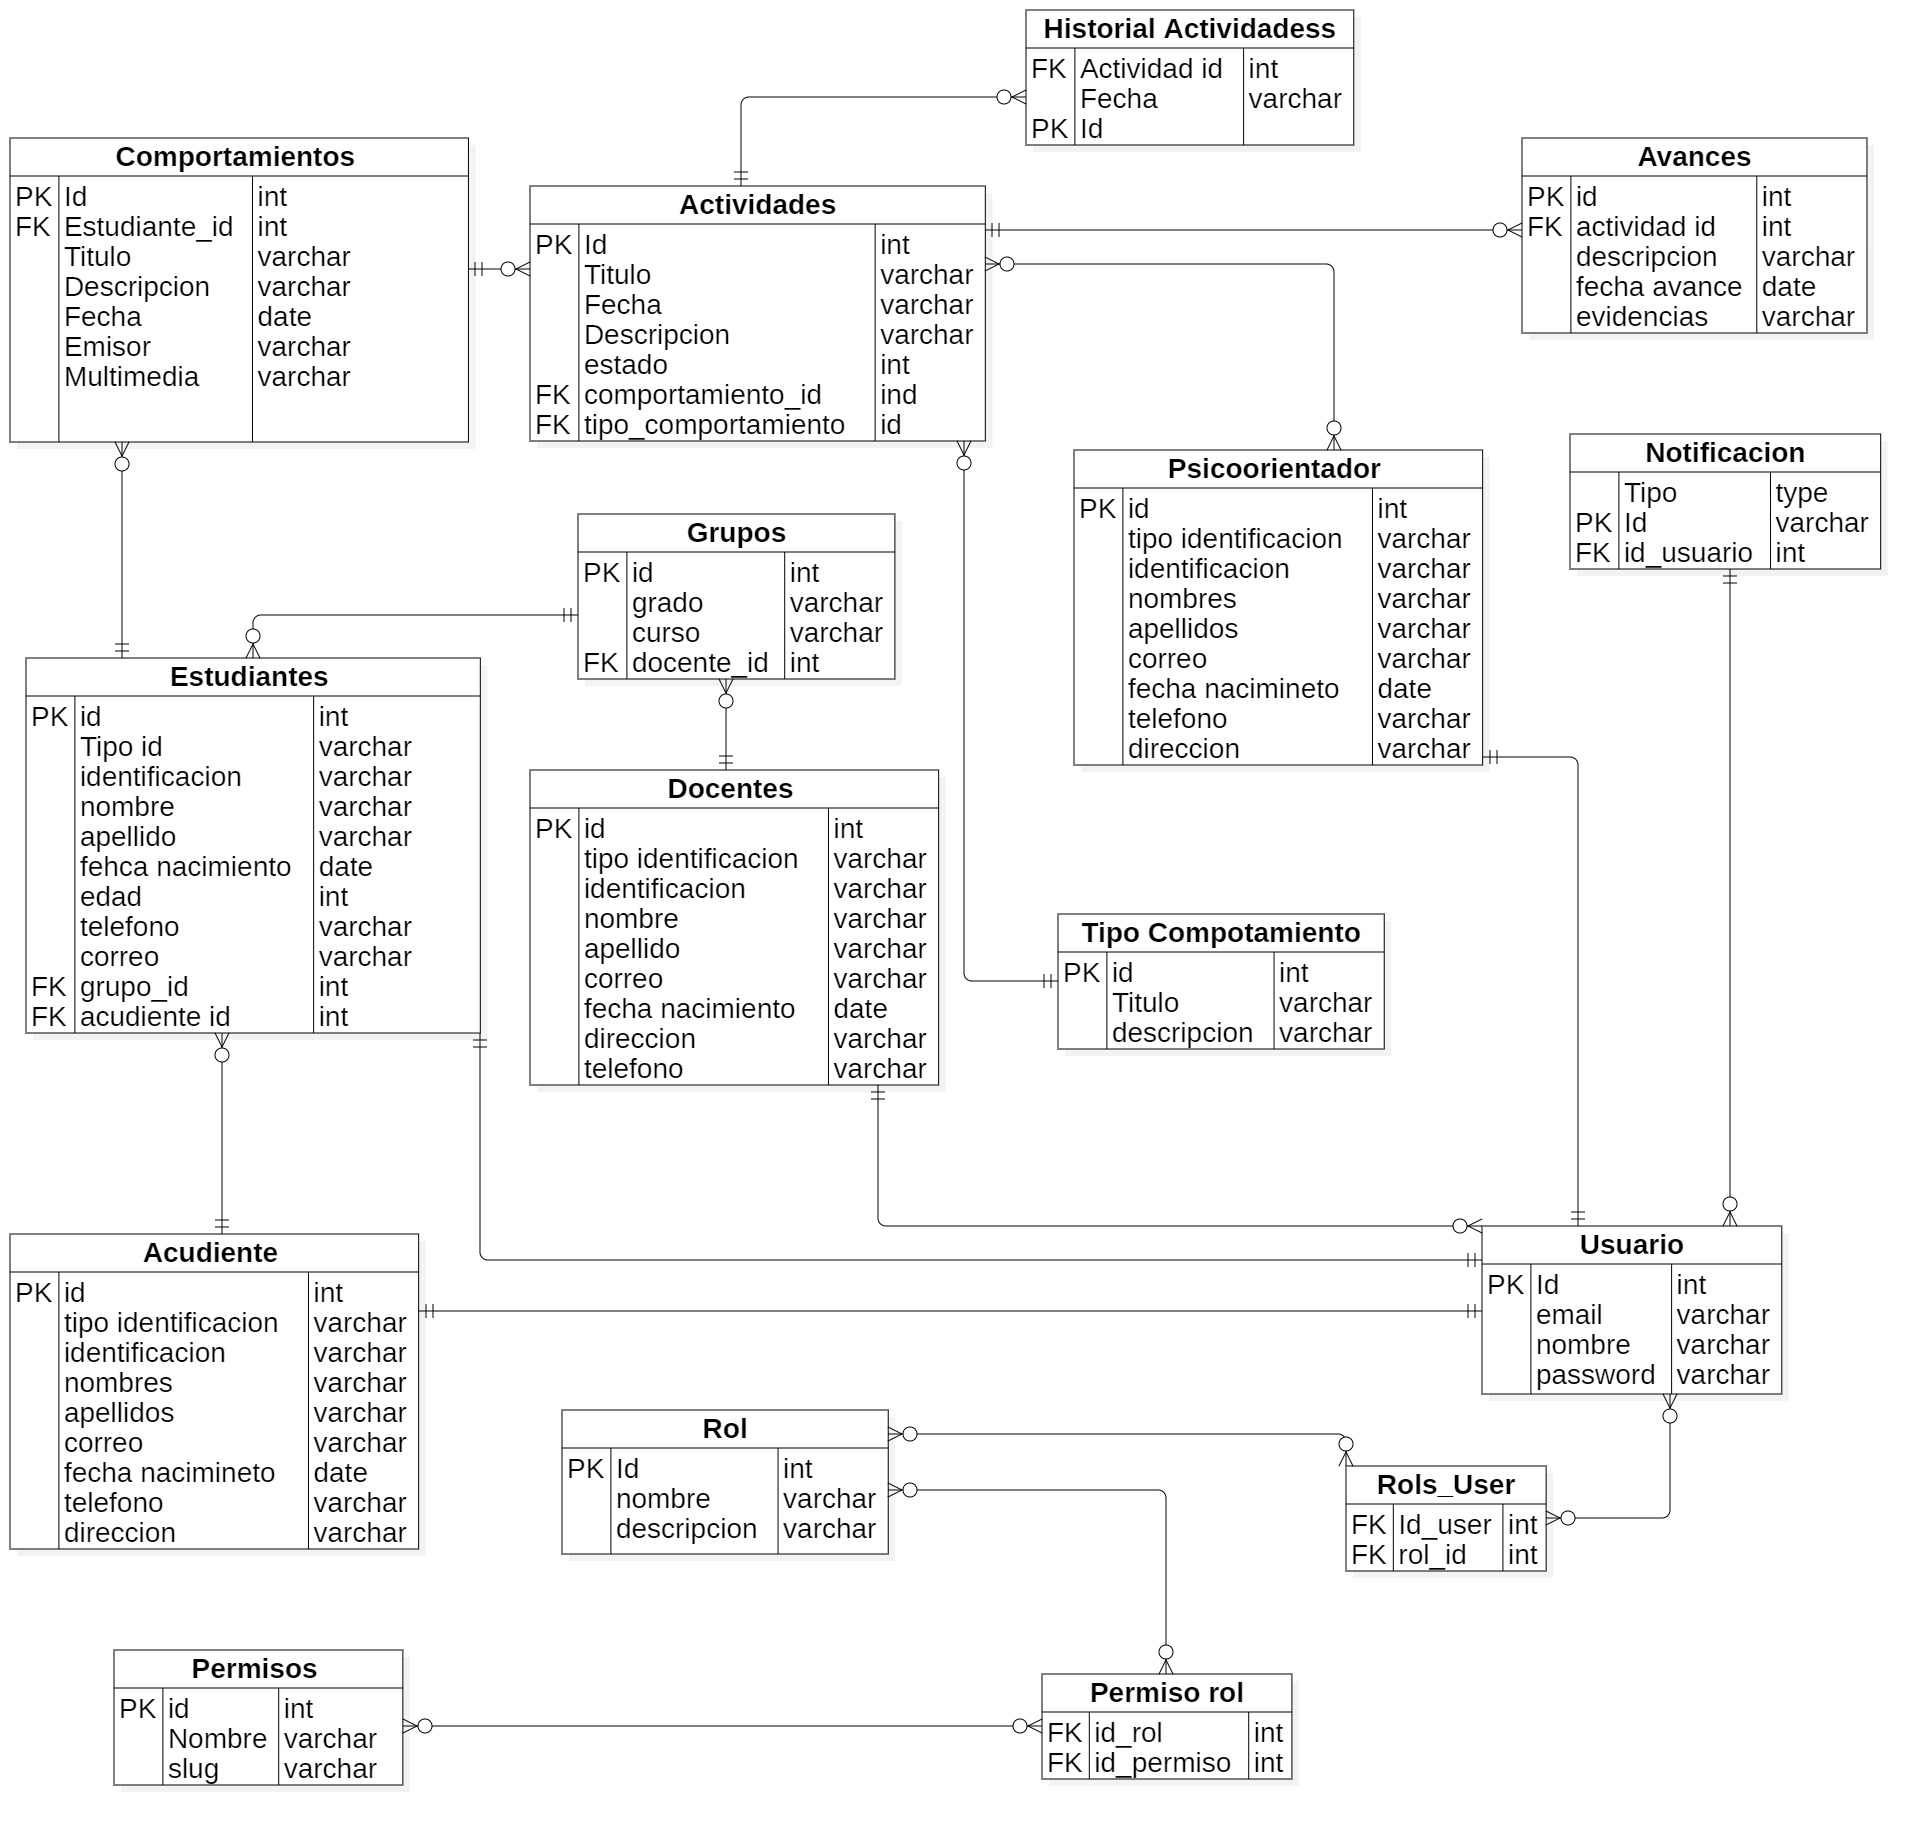 Historial Actividadess
FK Actividad id int
Fecha varchar
PK Id
Comportamientos
PK Id int
FK Estudiante_id int
Titulo varchar
Descripcion varchar
Fecha date
Emisor varchar
Multimedia varchar
Actividades
PK Id int
Titulo varchar
Fecha varchar
Descripcion varchar
estado int
FK comportamiento_id ind
FK tipo_comportamiento id
Avances
PK id int
FK actividad id int
descripcion varchar
fecha avance date
evidencias varchar
Psicoorientador
PK id int
tipo identificacion varchar
identificacion varchar
nombres varchar
apellidos varchar
correo varchar
fecha nacimineto date
telefono varchar
direccion varchar
Notificacion
Tipo type
PK Id varchar
FK id_usuario int
Grupos
PK id int
grado varchar
curso varchar
FK docente_id int
Estudiantes
PK id int
Tipo id varchar
identificacion varchar
nombre varchar
apellido varchar
fehca nacimiento date
edad int
telefono varchar
correo varchar
FK grupo_id int
FK acudiente id int
Docentes
PK id int
tipo identificacion varchar
identificacion varchar
nombre varchar
apellido varchar
correo varchar
fecha nacimiento date
direccion varchar
telefono varchar
Tipo Compotamiento
PK id int
Titulo varchar
descripcion varchar
Acudiente
PK id int
tipo identificacion varchar
identificacion varchar
nombres varchar
apellidos varchar
correo varchar
fecha nacimineto date
telefono varchar
direccion varchar
Usuario
PK Id int
email varchar
nombre varchar
password varchar
Rol
PK Id int
nombre varchar
descripcion varchar
Rols_User
FK Id_user int
FK rol_id int
Permisos
PK id int
Nombre varchar
slug varchar
Permiso rol
FK id_rol int
FK id_permiso int